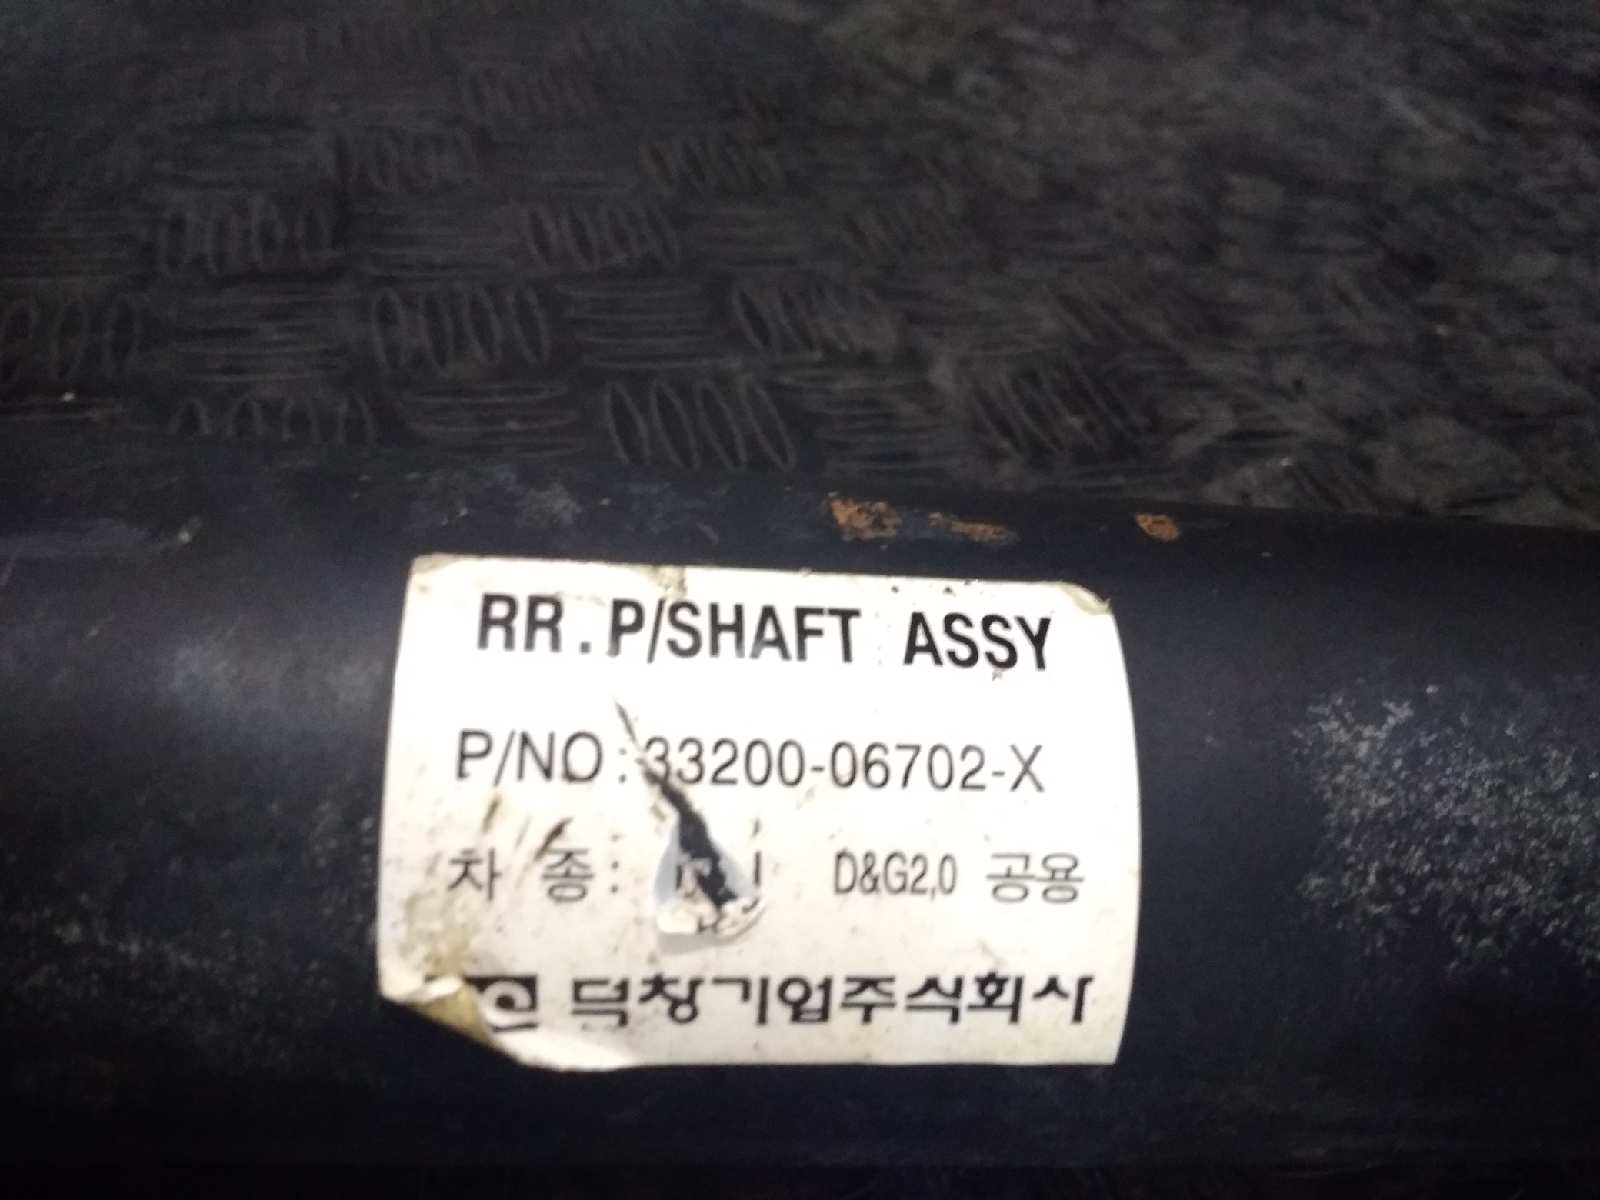 RR.P/SHAFT ASSY
P/NO:33200-06702-X
차 종: D&G2,0 공용
덕창기업주식회사